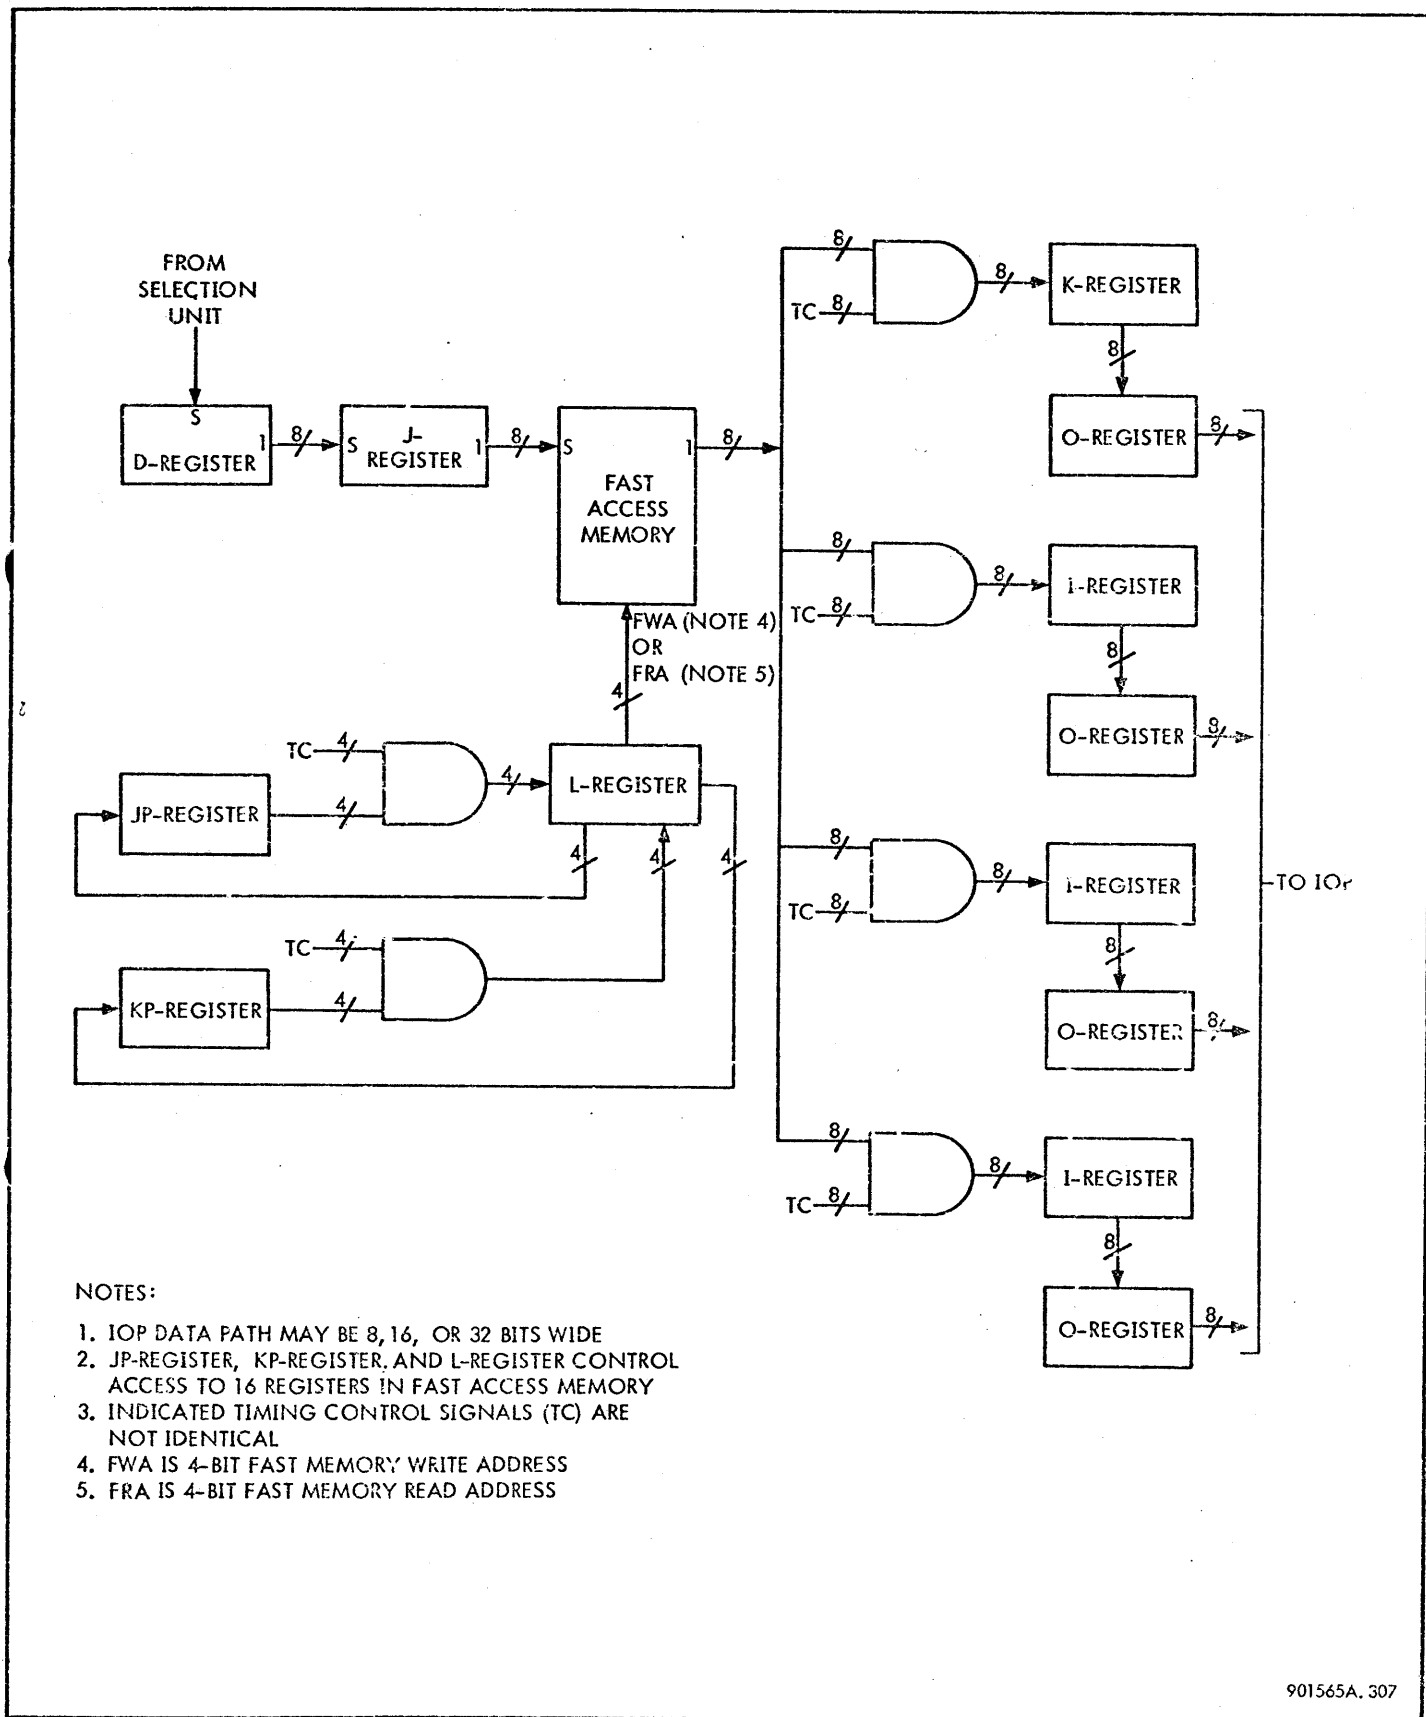 FROM
SELECTION
UNIT
S
D-REGISTER
1
8
S
J-
REGISTER
1
8
S
1
FAST
ACCESS
MEMORY
8
8
TC
8
8
K-REGISTER
8
O-REGISTER
8
8
TC
8
8
I-REGISTER
8
O-REGISTER
8
FWA (NOTE 4)
OR
FRA (NOTE 5)
4
TC
4
JP-REGISTER
4
4
L-REGISTER
4
4
4
TC
4
KP-REGISTER
4
8
TC
8
8
I-REGISTER
8
O-REGISTER
8
TO IOP
8
TC
8
8
I-REGISTER
8
O-REGISTER
8
NOTES:
1. IOP DATA PATH MAY BE 8, 16, OR 32 BITS WIDE
2. JP-REGISTER, KP-REGISTER. AND L-REGISTER CONTROL
ACCESS TO 16 REGISTERS IN FAST ACCESS MEMORY
3. INDICATED TIMING CONTROL SIGNALS (TC) ARE
NOT IDENTICAL
4. FWA IS 4-BIT FAST MEMORY WRITE ADDRESS
5. FRA IS 4-BIT FAST MEMORY READ ADDRESS
901565A. 307